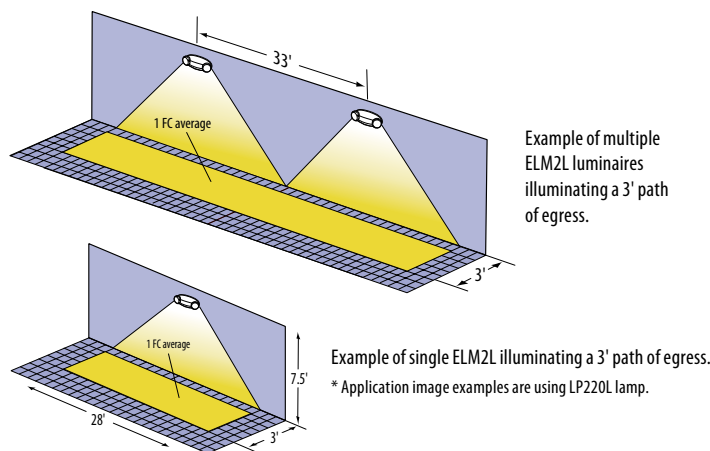 33'
1 FC average
Example of multiple
ELM2L luminaires
illuminating a 3' path
of egress.
3'
1 FC average
7.5'
Example of single ELM2L illuminating a 3' path of egress.
* Application image examples are using LP220L lamp.
28'
3'